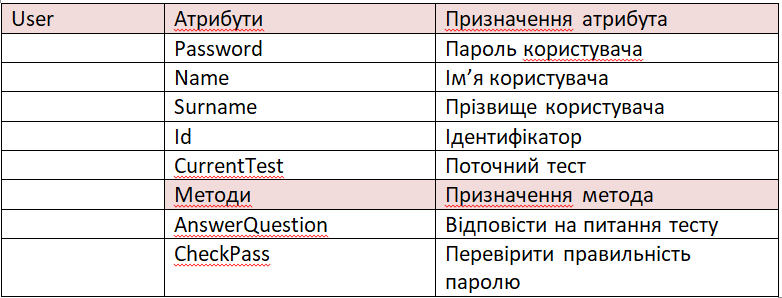 User Атрибути Призначення атрибута
Password Пароль користувача
Name Ім’я користувача
Surname Прізвище користувача
Id Ідентифікатор
CurrentTest Поточний тест
Методи Призначення метода
AnswerQuestion Відповісти на питання тесту
CheckPass Перевірити правильність
паролю